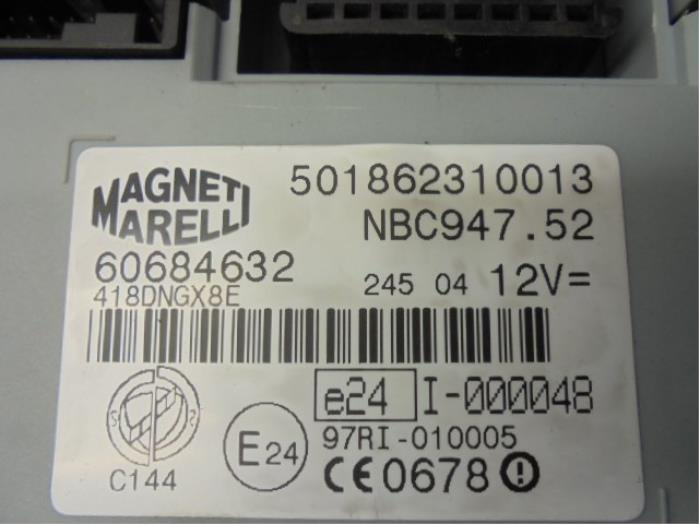 MAGNETI
MARELLI
501862310013
NBC947.52
60684632
418DNGX8E
245 04 12V=
e24 I-000048
97RI-010005
E24
C144
CE0678